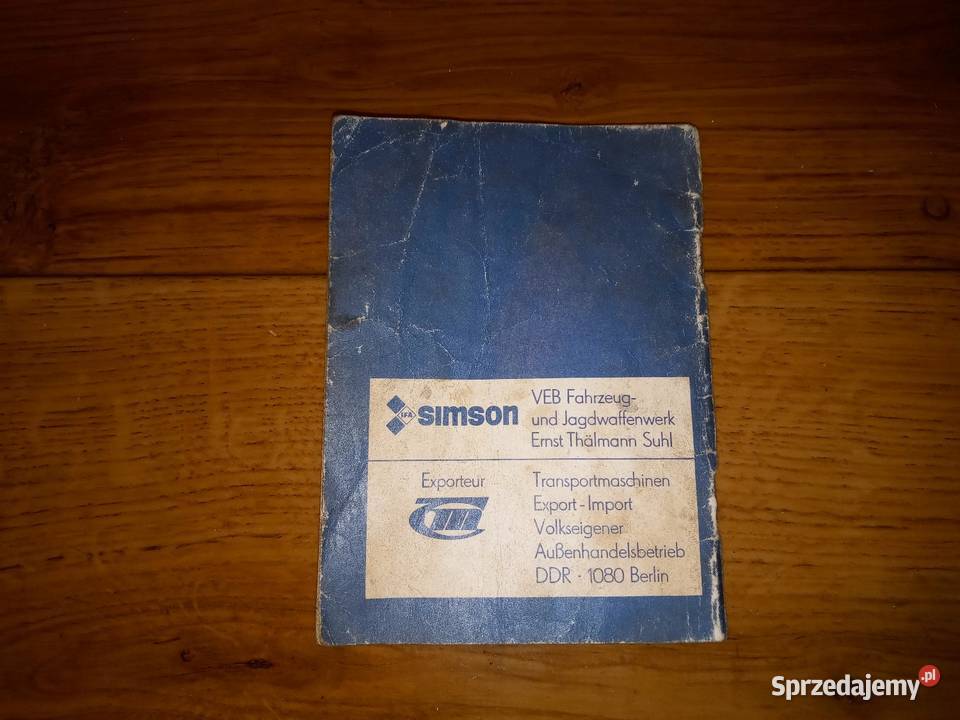 IFA simson
VEB Fahrzeug-
und Jagdwaffenwerk
Ernst Thälmann Suhl
Exporteur
Transportmaschinen
Export-Import
Volkseigener
Außenhandelsbetrieb
DDR · 1080 Berlin
Sprzedajemy.pl